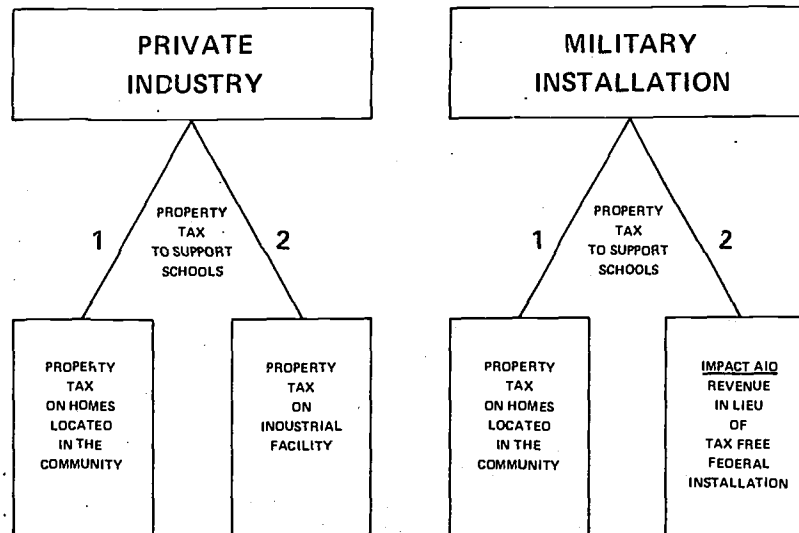 PRIVATE
INDUSTRY
1
PROPERTY
TAX
TO SUPPORT
SCHOOLS
2
PROPERTY
TAX
ON HOMES
LOCATED
IN THE
COMMUNITY
PROPERTY
TAX
ON
INDUSTRIAL
FACILITY
MILITARY
INSTALLATION
1
PROPERTY
TAX
TO SUPPORT
SCHOOLS
2
PROPERTY
TAX
ON HOMES
LOCATED
IN THE
COMMUNITY
IMPACT AID
REVENUE
IN LIEU
OF
TAX FREE
FEDERAL
INSTALLATION